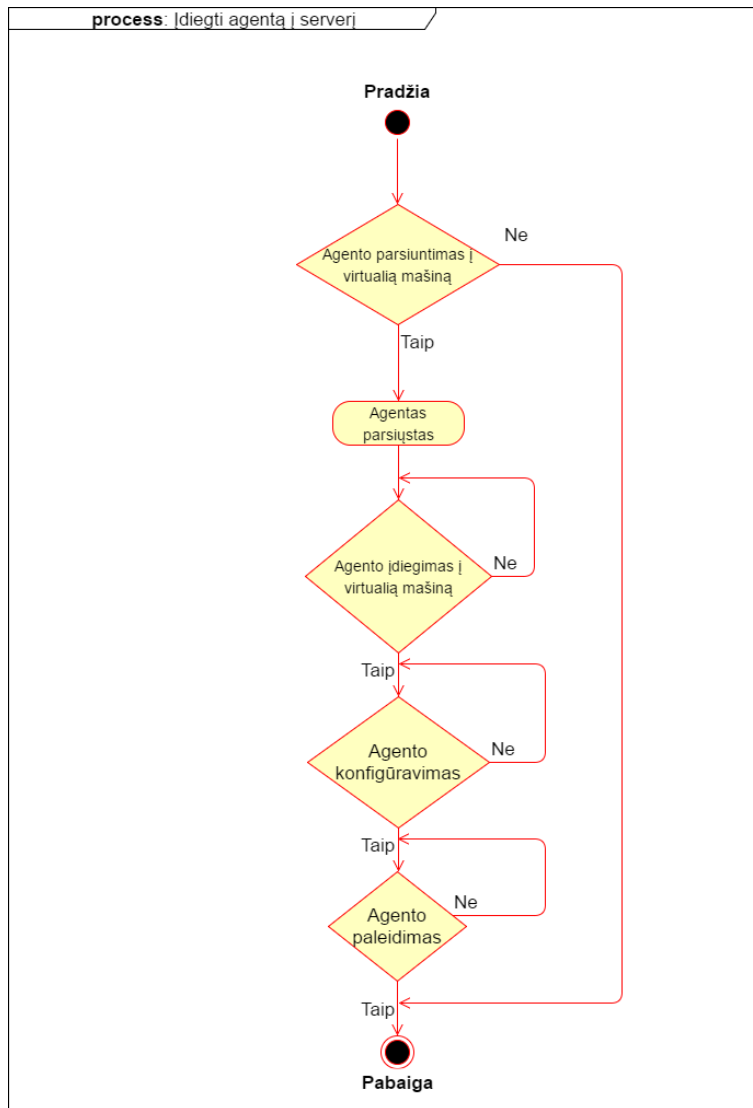 process: Įdiegti agentą į serverį
Pradžia
Ne
Agento parsiuntimas į
virtualią mašiną
Taip
Agentas
parsiųstas
Agento įdiegimas į
virtualią mašiną
Ne
Taip
Agento
konfigūravimas
Ne
Taip
Agento
paleidimas
Ne
Taip
Pabaiga